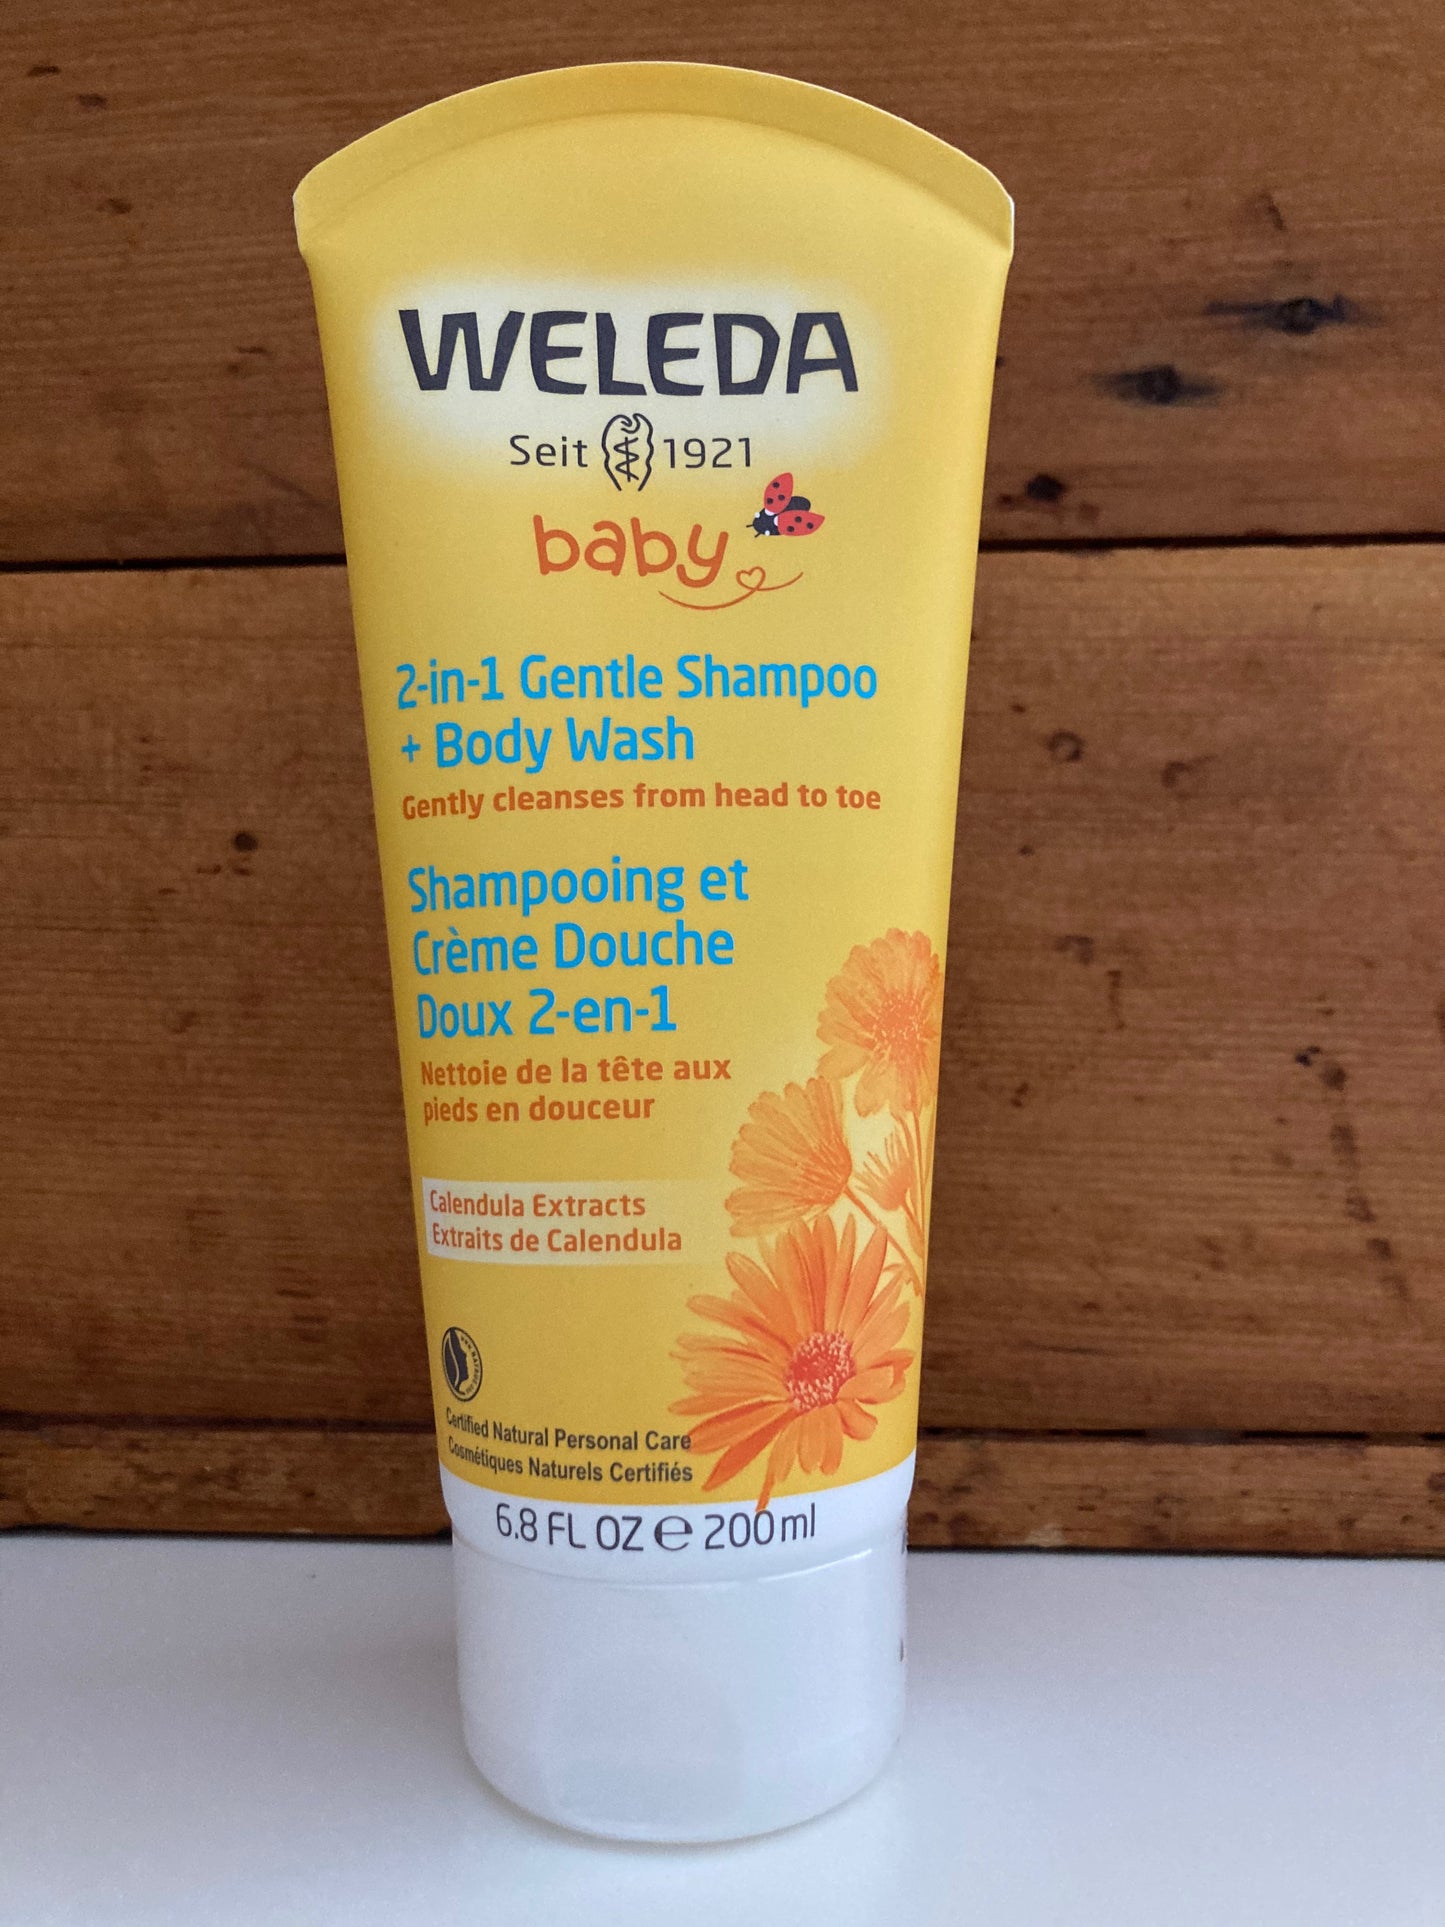 WELEDA
Seit 1921
baby
2-in-1 Gentle Shampoo
+ Body Wash
Gently cleanses from head to toe
Shampooing et
Crème Douche
Doux 2-en-1
Nettoie de la tête aux
pieds en douceur
Calendula Extracts
Extraits de Calendula
Certified Natural Personal Care
Cosmétiques Naturels Certifiés
6.8 FL OZ ℮ 200ml